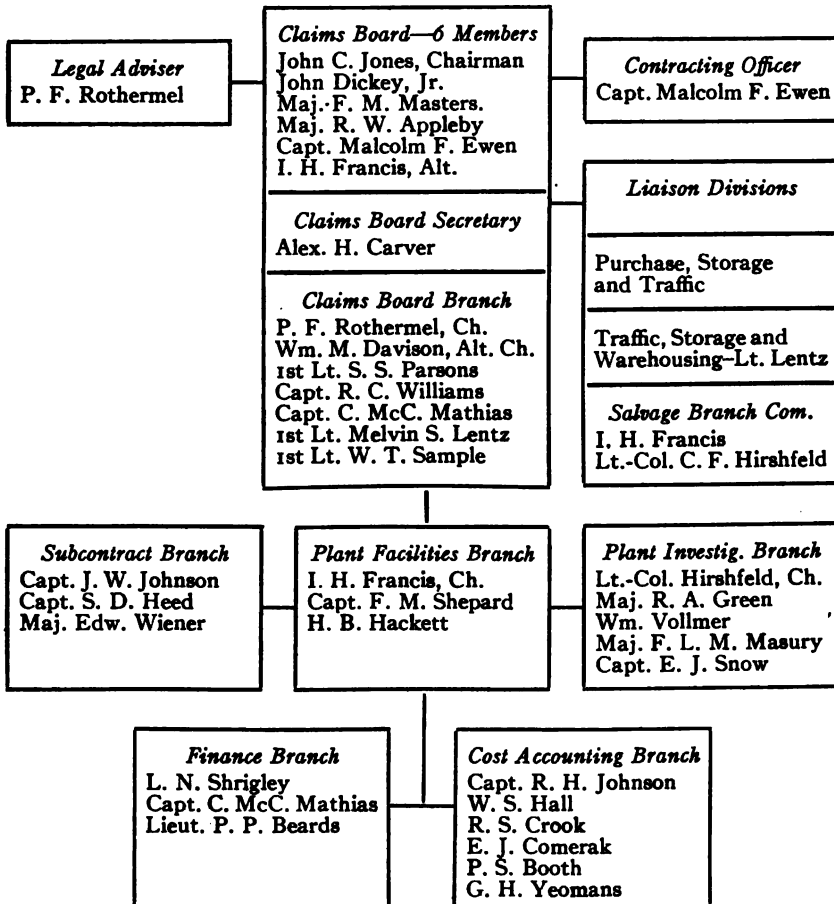 Legal Adviser
P. F. Rothermel
Claims Board—6 Members
John C. Jones, Chairman
John Dickey, Jr.
Maj. F. M. Masters.
Maj. R. W. Appleby
Capt. Malcolm F. Ewen
I. H. Francis, Alt.
Claims Board Secretary
Alex. H. Carver
Claims Board Branch
P. F. Rothermel, Ch.
Wm. M. Davison, Alt. Ch.
1st Lt. S. S. Parsons
Capt. R. C. Williams
Capt. C. McC. Mathias
1st Lt. Melvin S. Lentz
1st Lt. W. T. Sample
Contracting Officer
Capt. Malcolm F. Ewen
Liaison Divisions
Purchase, Storage
and Traffic
Traffic, Storage and
Warehousing–Lt. Lentz
Salvage Branch Com.
I. H. Francis
Lt.-Col. C. F. Hirshfeld
Subcontract Branch
Capt. J. W. Johnson
Capt. S. D. Heed
Maj. Edw. Wiener
Plant Facilities Branch
I. H. Francis, Ch.
Capt. F. M. Shepard
H. B. Hackett
Plant Investig. Branch
Lt.-Col. Hirshfeld, Ch.
Maj. R. A. Green
Wm. Vollmer
Maj. F. L. M. Masury
Capt. E. J. Snow
Finance Branch
L. N. Shrigley
Capt. C. McC. Mathias
Lieut. P. P. Beards
Cost Accounting Branch
Capt. R. H. Johnson
W. S. Hall
R. S. Crook
E. J. Comerak
P. S. Booth
G. H. Yeomans